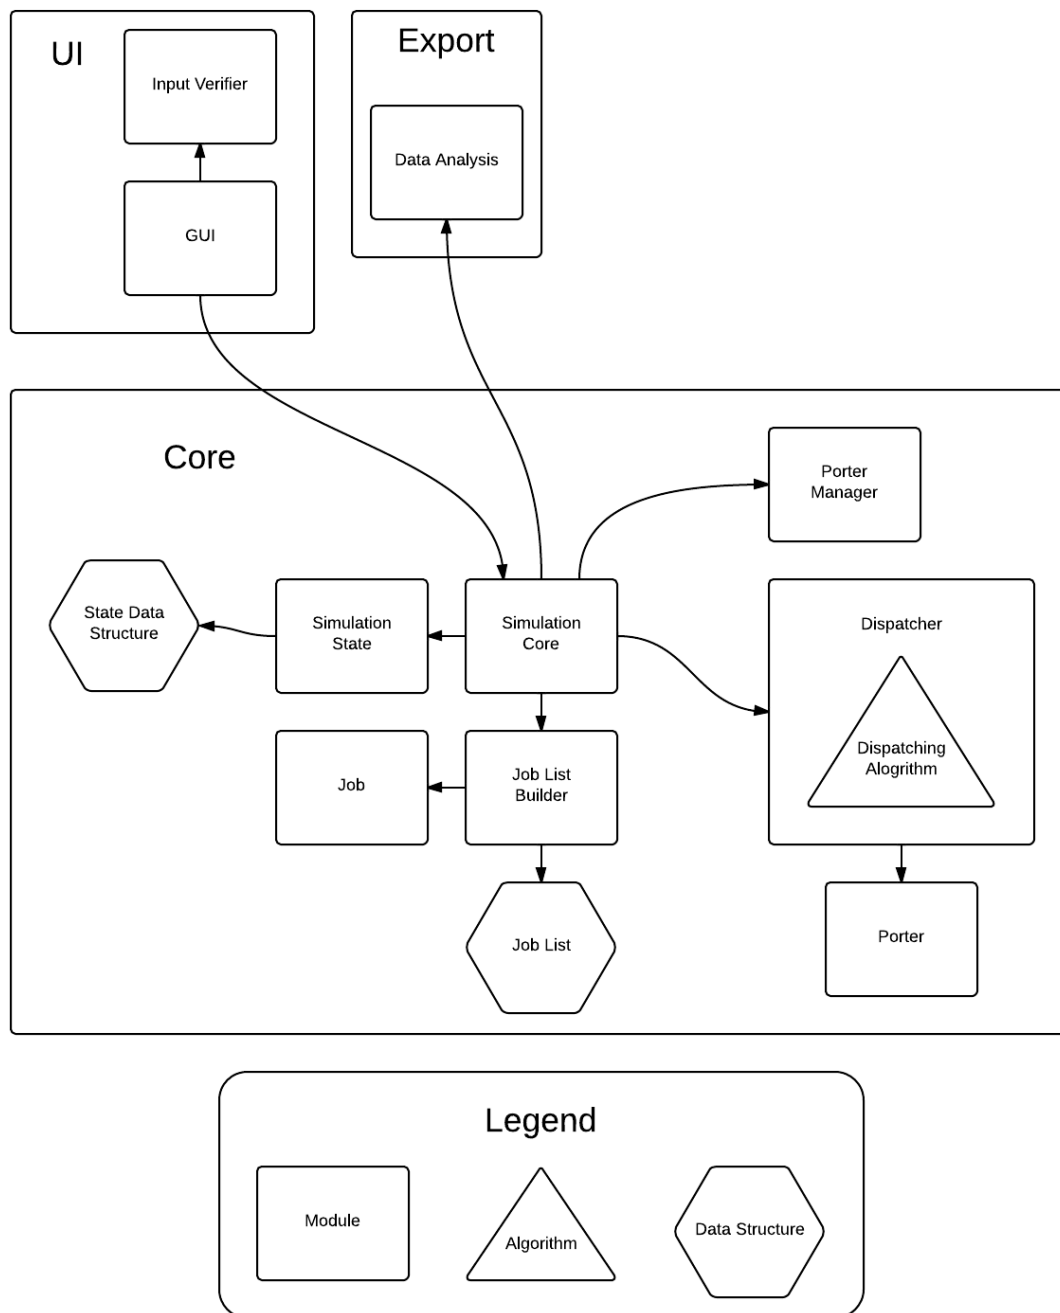 UI
Input Verifier
GUI
Export
Data Analysis
Core
Porter
Manager
State Data
Structure
Simulation
State
Simulation
Core
Dispatcher
Dispatching
Alogrithm
Job
Job List
Builder
Job List
Porter
Legend
Module
Algorithm
Data Structure